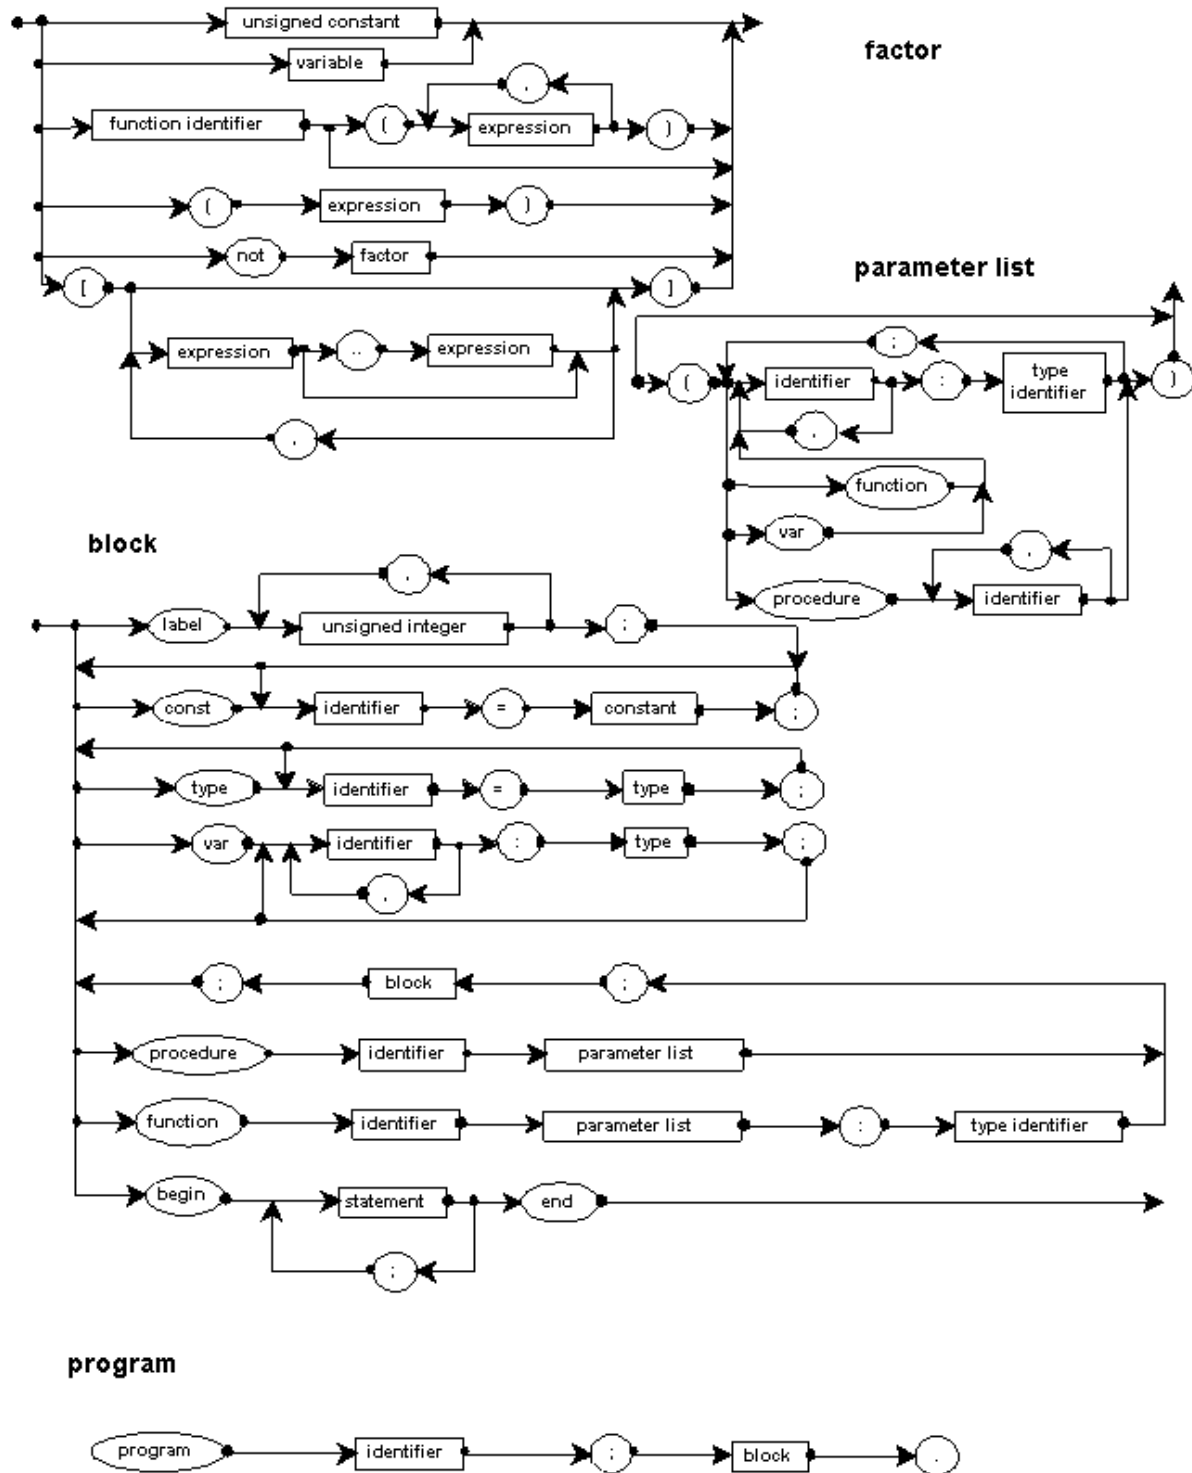 unsigned constant
factor
variable
,
function identifier ( expression )
( expression )
not factor
parameter list
[ ]
expression .. expression
;
( identifier : type identifier )
,
,
function
var
block
,
,
procedure identifier
label unsigned integer ;
const identifier = constant ;
type identifier = type ;
var identifier : type ;
,
; block ;
procedure identifier parameter list
function identifier parameter list : type identifier
begin statement end
;
program
program identifier ; block .